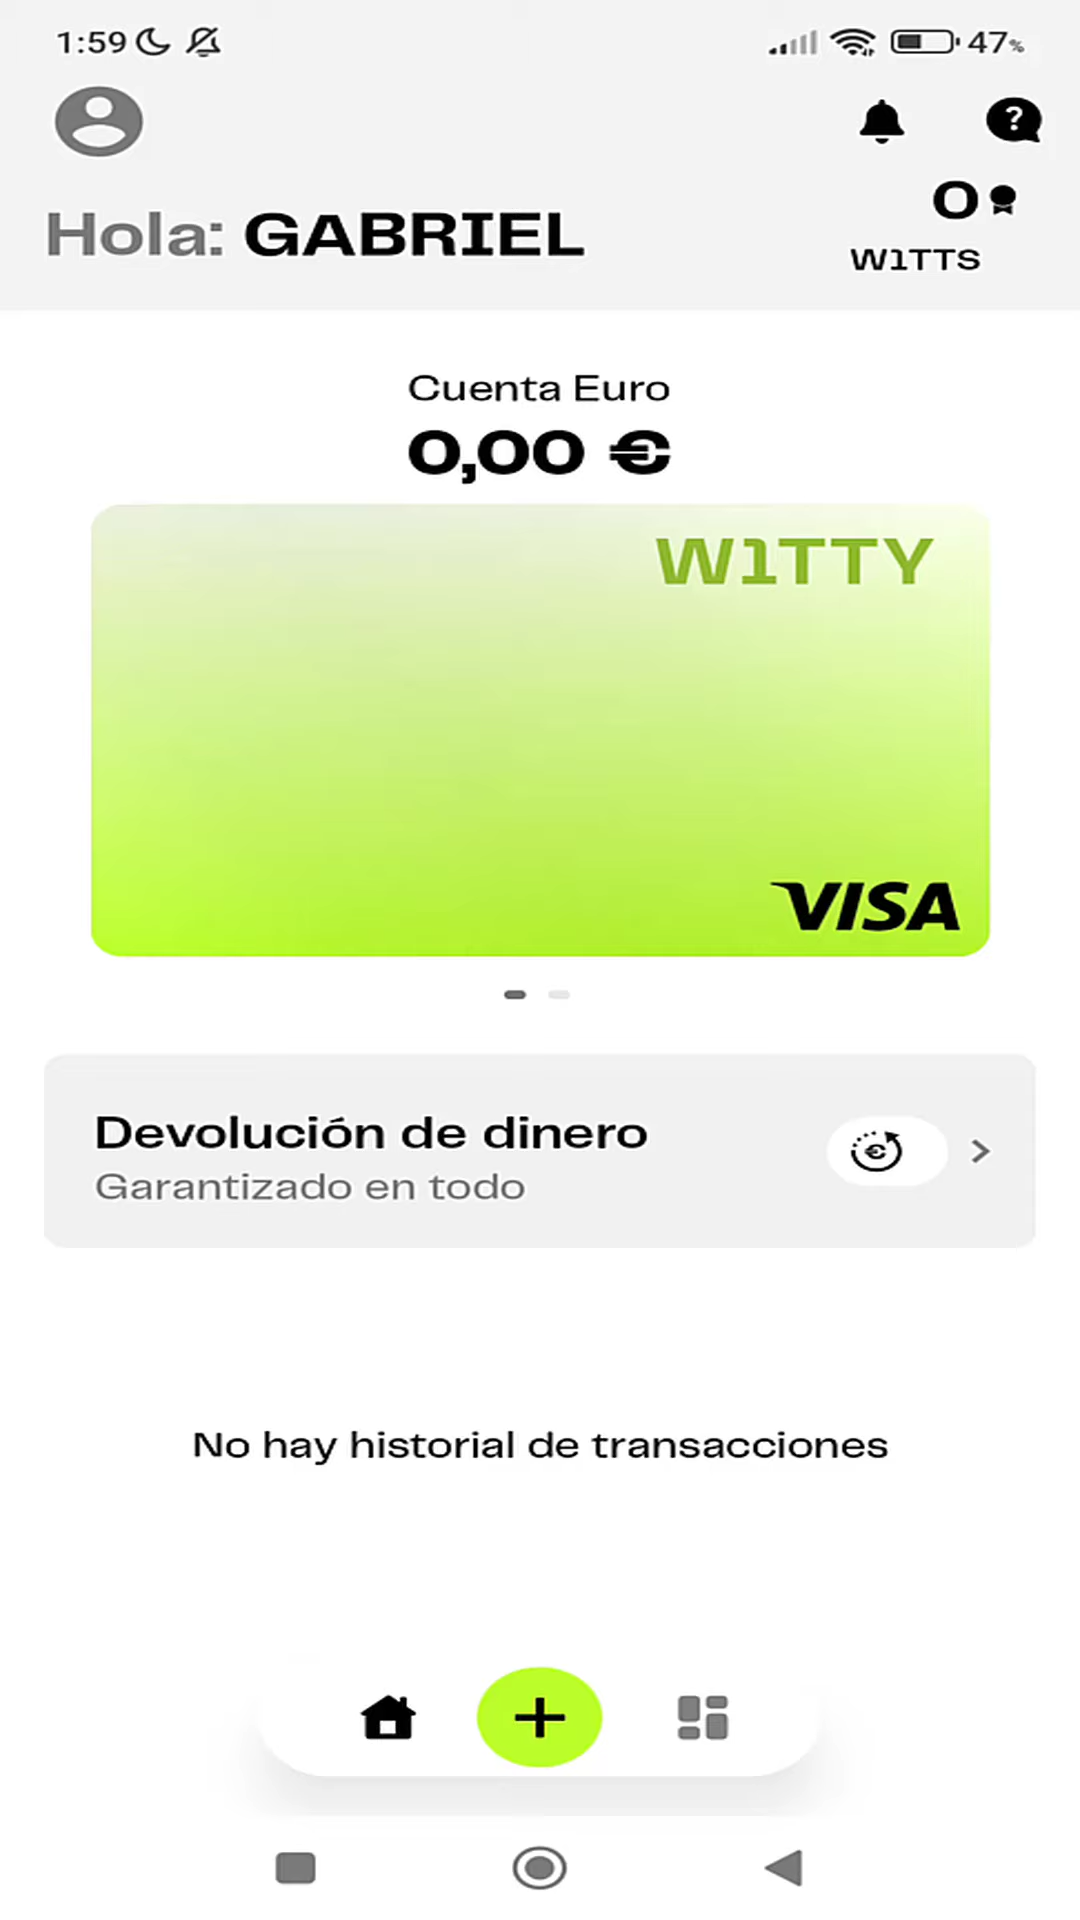 1:59 47%
0
Hola: GABRIEL
W1TTS
Cuenta Euro
0,00 €
W1TTY
VISA
Devolución de dinero
Garantizado en todo
No hay historial de transacciones